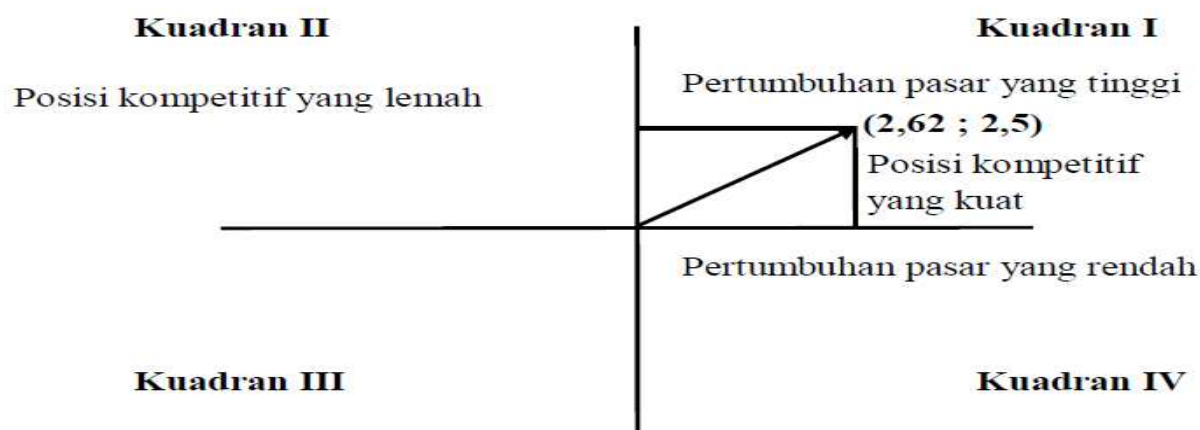 Kuadran II
Kuadran I
Posisi kompetitif yang lemah
Pertumbuhan pasar yang tinggi
(2,62 ; 2,5)
Posisi kompetitif
yang kuat
Pertumbuhan pasar yang rendah
Kuadran III
Kuadran IV